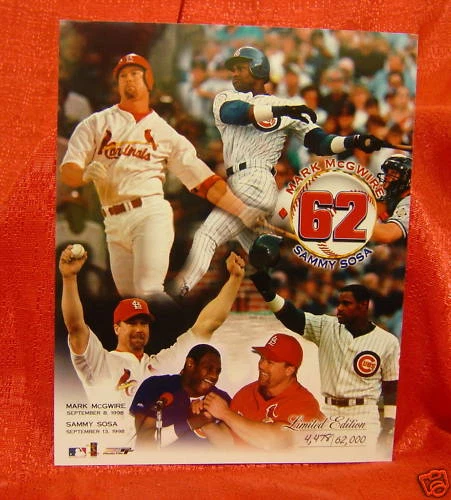 Cardinals
MARK McGWIRE
62
SAMMY SOSA
MARK McGWIRE
SEPTEMBER 8, 1998
SAMMY SOSA
SEPTEMBER 13, 1998
Limited Edition
4,478/62,000